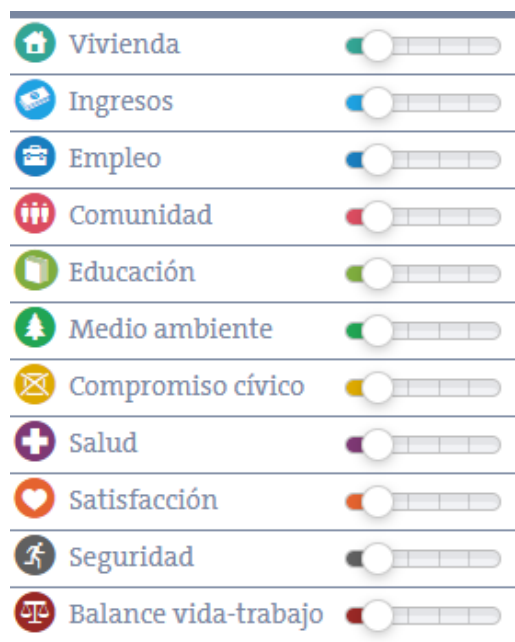 Vivienda
Ingresos
Empleo
Comunidad
Educación
Medio ambiente
Compromiso cívico
Salud
Satisfacción
Seguridad
Balance vida-trabajo